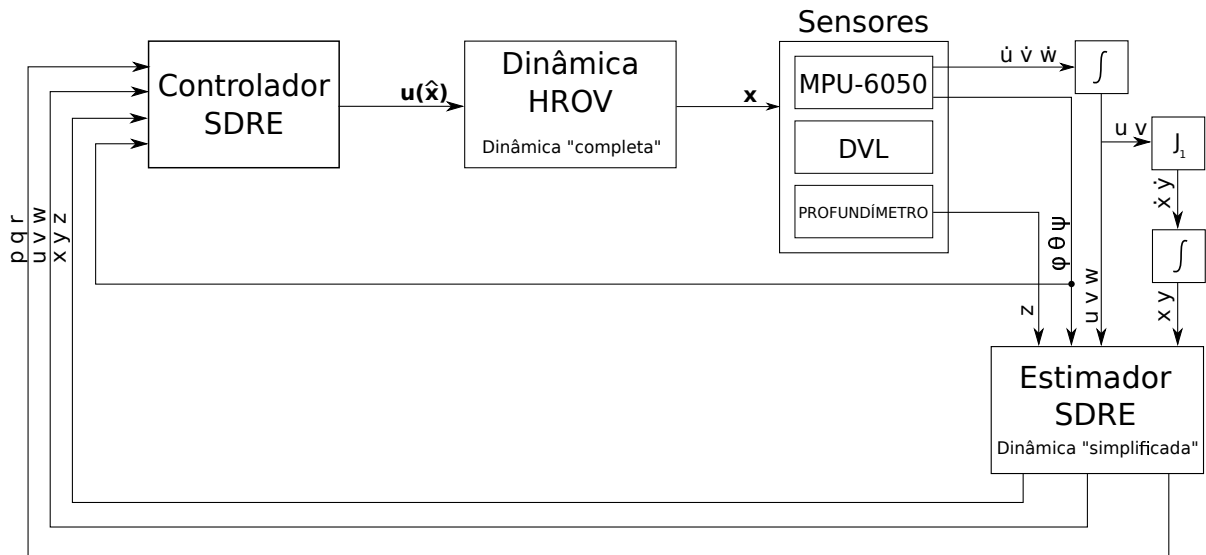 Sensores
Controlador
SDRE
u(x̂)
Dinâmica
HROV
Dinâmica "completa"
x
MPU-6050
DVL
PROFUNDÍMETRO
u̇ v̇ ẇ
∫
u v
J₁
ẋ ẏ
∫
x y
p q r
u v w
x y z
φ θ ψ
z
u v w
Estimador
SDRE
Dinâmica "simplificada"